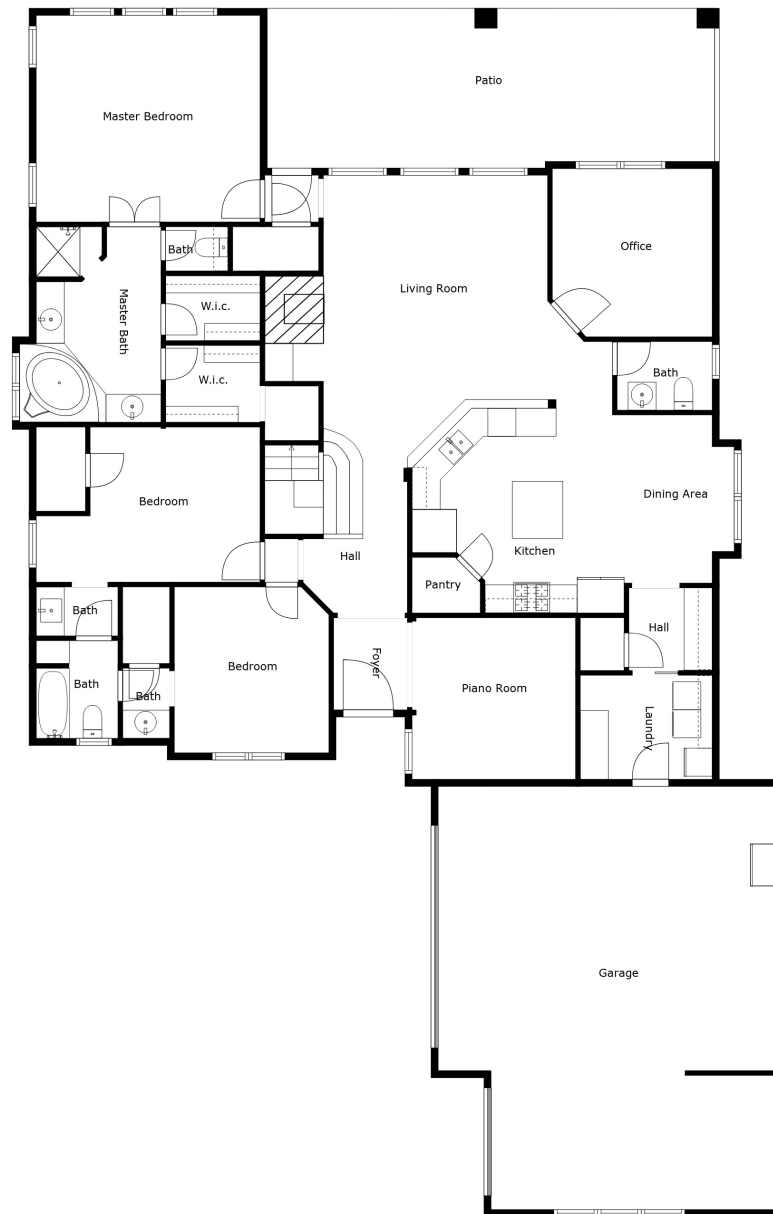 Patio
Master Bedroom
Office
Bath
Living Room
W.i.c.
Master Bath
Bath
W.i.c.
Dining Area
Bedroom
Kitchen
Hall
Pantry
Bath
Hall
Foyer
Bedroom
Bath
Piano Room
Bath
Laundry
Garage